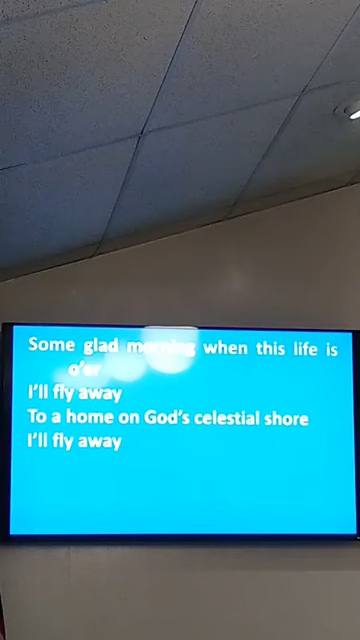 Some glad morning when this life is
o'er
I'll fly away
To a home on God's celestial shore
I'll fly away